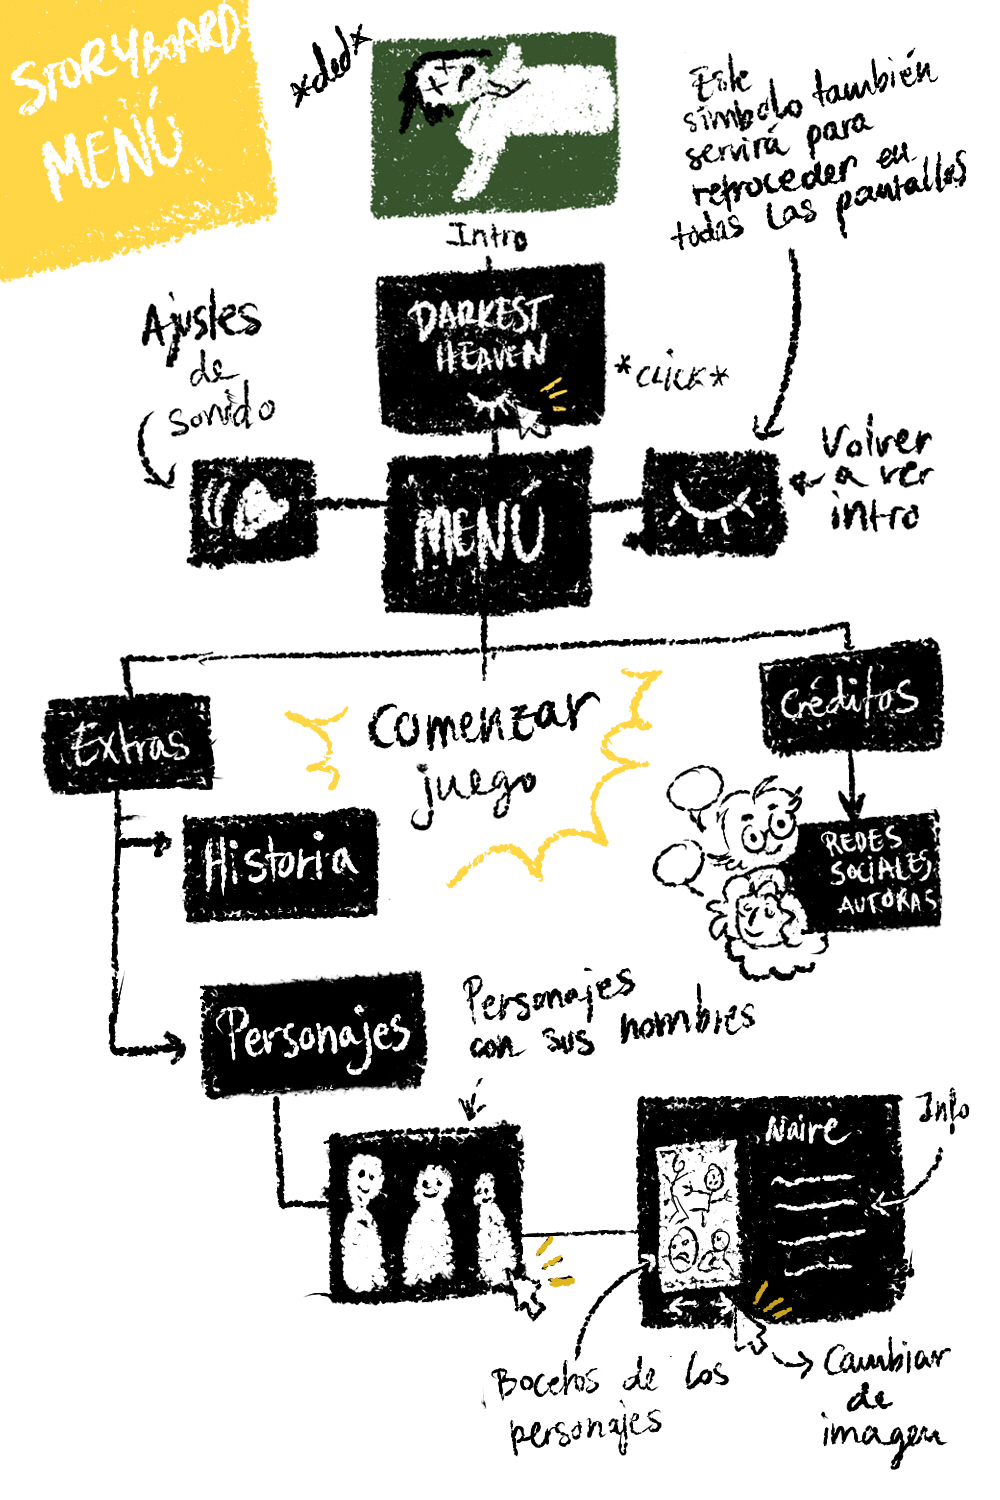 STORYBOARD
MENÚ
*ded*
Intro
Este
símbolo también
servirá para
retroceder en
todas las pantallas
Ajustes
de
sonido
DARKEST
HEAVEN
*CLICK*
MENÚ
Volver
a ver
intro
Extras
Comenzar
juego
Créditos
Historia
REDES
SOCIALES
AUTORAS
Personajes
Personajes
con sus nombres
Naire
Info
Bocetos de los
personajes
Cambiar
de
imagen